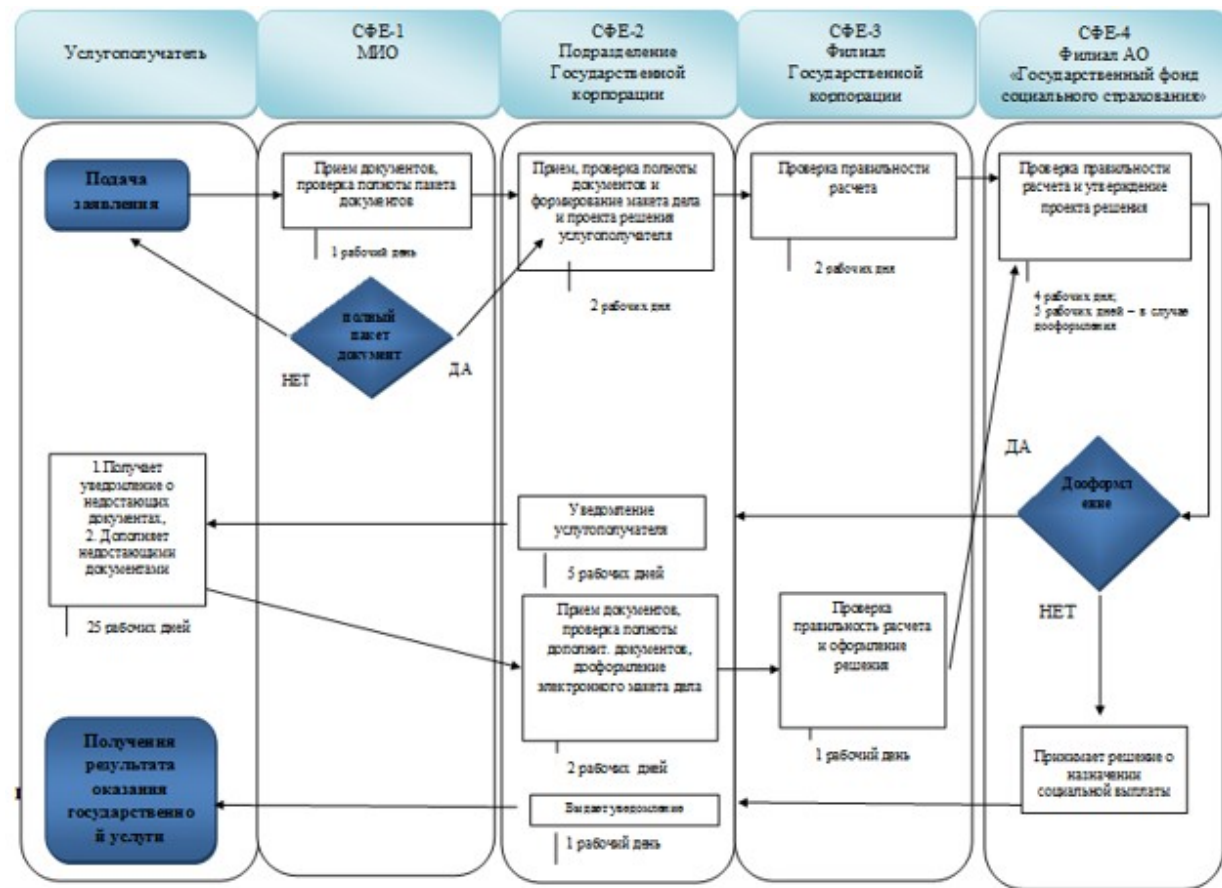 Услугополучатель
СФЕ-1
МИО
СФЕ-2
Подразделение
Государственной
корпорации
СФЕ-3
Филиал
Государственной
корпорации
СФЕ-4
Филиал АО
«Государственный фонд
социального страхования»
Подача
заявления
Прием документов,
проверка полноты пакета
документов
1 рабочий день
Прием, проверка полноты
документов и
формирование макета дела
и проекта решения
услугополучателя
2 рабочих дня
Проверка правильности
расчета
2 рабочих дня
Проверка правильности
расчета и утверждение
проекта решения
4 рабочих дня;
5 рабочих дней – в случае
дооформления
полный
пакет
документ
НЕТ
ДА
1.Получает
уведомление о
недостающих
документах,
2. Дополняет
недостающими
документами
25 рабочих дней
Уведомление
услугополучателя
5 рабочих дней
ДА
Дооформл
ение
НЕТ
Прием документов,
проверка полноты
дополнит. документов,
дооформление
электронного макета дела
2 рабочих дней
Проверка
правильность расчета
и оформление
решения
1 рабочий день
Принимает решение о
назначении
социальной выплаты
Выдает уведомление
1 рабочий день
Получения
результата
оказания
государственно
й услуги